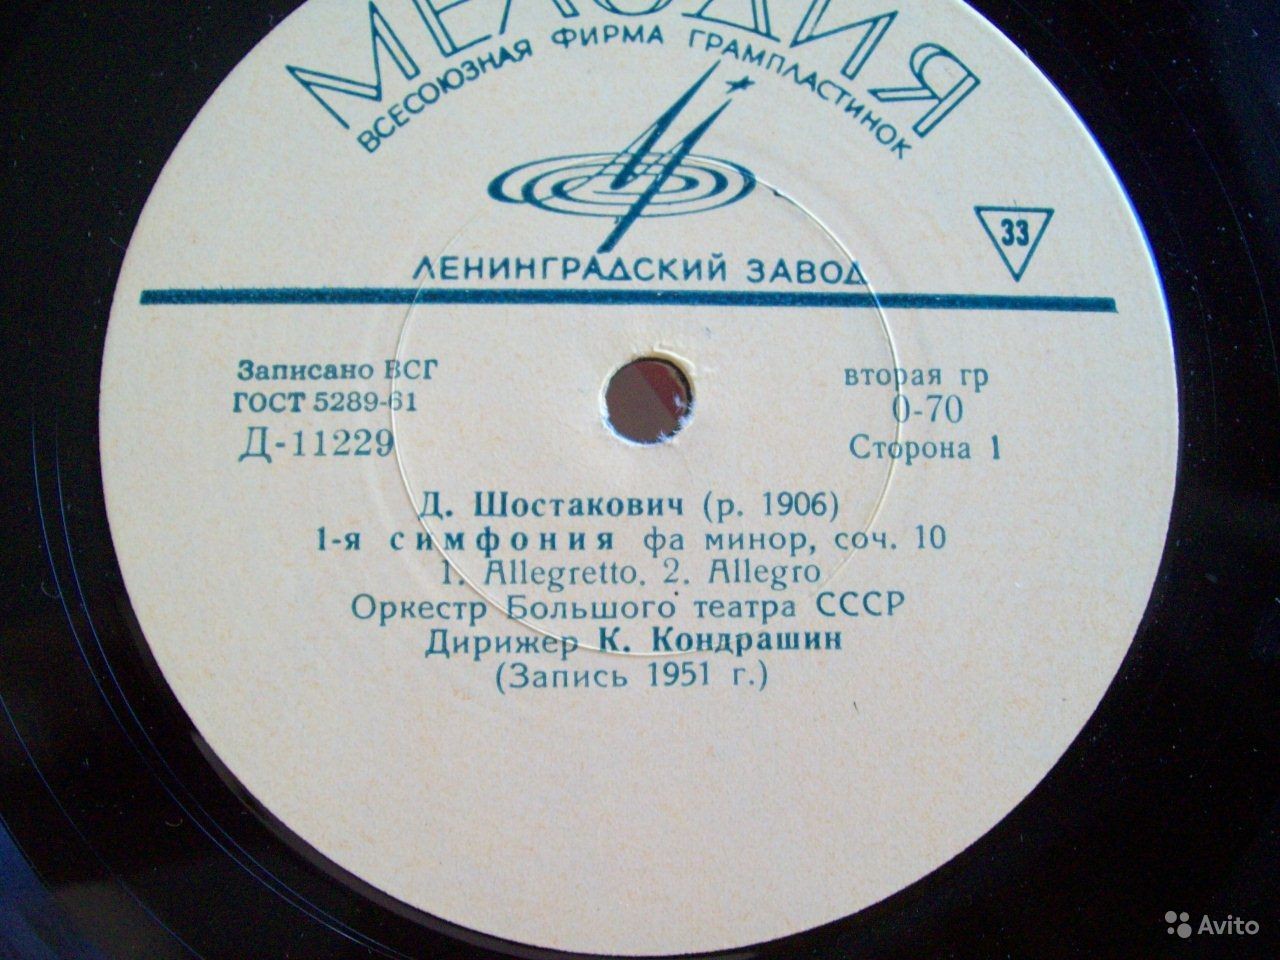 МЕЛОДИЯ
ВСЕСОЮЗНАЯ ФИРМА ГРАМПЛАСТИНОК
33
ЛЕНИНГРАДСКИЙ ЗАВОД
Записано ВСГ
ГОСТ 5289-61
Д-11229
вторая гр
0-70
Сторона 1
Д. Шостакович (р. 1906)
1-я симфония фа минор, соч. 10
1. Allegretto. 2. Allegro
Оркестр Большого театра СССР
Дирижер К. Кондрашин
(Запись 1951 г.)
Avito